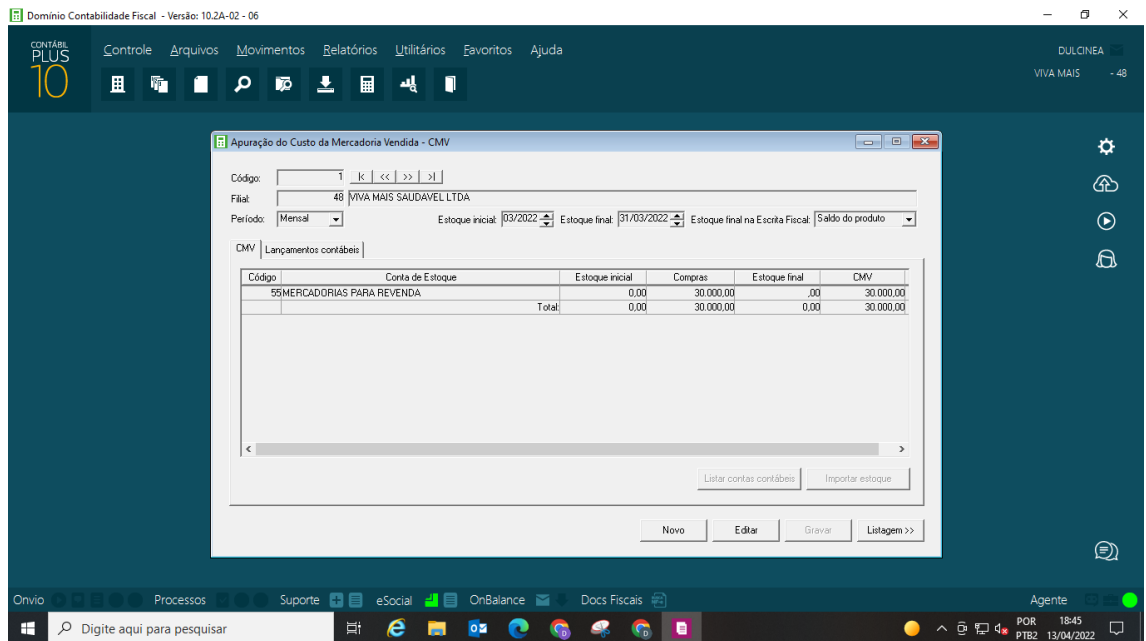 Domínio Contabilidade Fiscal - Versão: 10.2A-02 - 06
CONTÁBIL
PLUS
10
Controle Arquivos Movimentos Relatórios Utilitários Favoritos Ajuda
DULCINEA
VIVA MAIS - 48
Apuração do Custo da Mercadoria Vendida - CMV
Código: 1 |< << >> >|
Filial: 48 VIVA MAIS SAUDAVEL LTDA
Período: Mensal Estoque inicial: 03/2022 Estoque final: 31/03/2022 Estoque final na Escrita Fiscal: Saldo do produto
CMV Lançamentos contábeis
Código Conta de Estoque Estoque inicial Compras Estoque final CMV
55 MERCADORIAS PARA REVENDA 0,00 30.000,00 ,00 30.000,00
Total: 0,00 30.000,00 0,00 30.000,00
Listar contas contábeis Importar estoque
Novo Editar Gravar Listagem >>
Onvio Processos Suporte eSocial OnBalance Docs Fiscais Agente
Digite aqui para pesquisar
POR 18:45
PTB2 13/04/2022